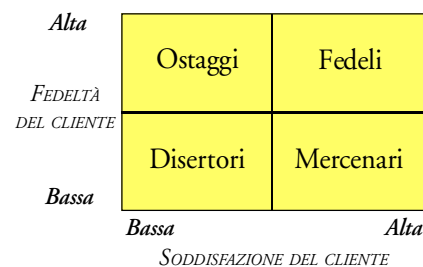 Alta
Ostaggi Fedeli
FEDELTÀ
DEL CLIENTE
Disertori Mercenari
Bassa
Bassa Alta
SODDISFAZIONE DEL CLIENTE